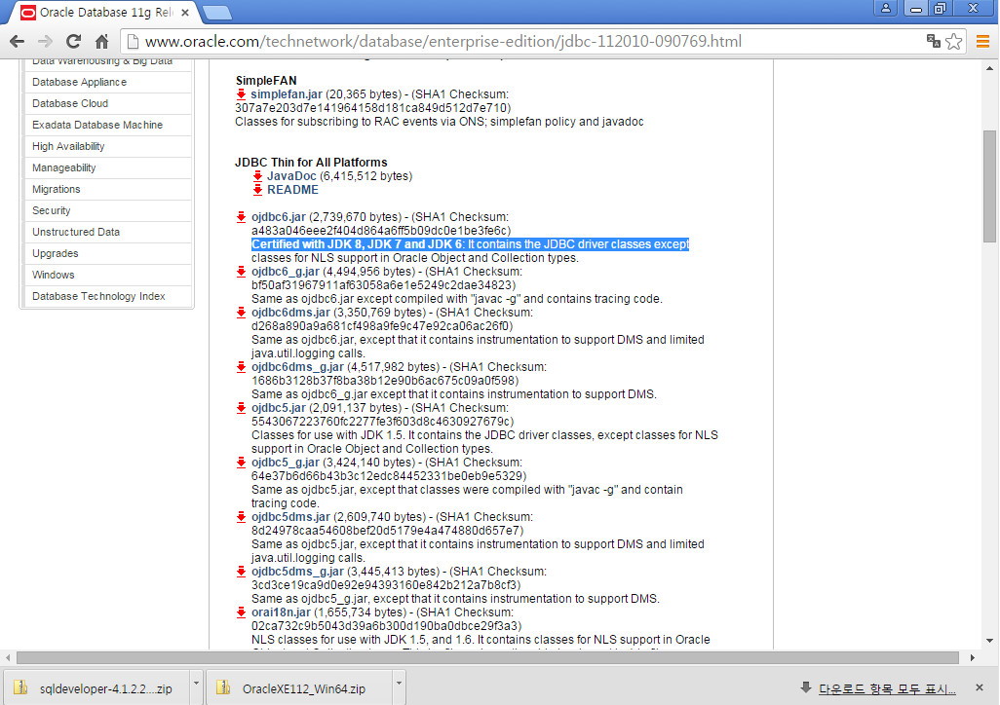 Oracle Database 11g Rel
www.oracle.com/technetwork/database/enterprise-edition/jdbc-112010-090769.html
Data Warehousing & Big Data
Database Appliance
Database Cloud
Exadata Database Machine
High Availability
Manageability
Migrations
Security
Unstructured Data
Upgrades
Windows
Database Technology Index
SimpleFAN
simplefan.jar (20,365 bytes) - (SHA1 Checksum:
307a7e203d7e141964158d181ca849d512d7e710)
Classes for subscribing to RAC events via ONS; simplefan policy and javadoc
JDBC Thin for All Platforms
JavaDoc (6,415,512 bytes)
README
ojdbc6.jar (2,739,670 bytes) - (SHA1 Checksum:
a483a046eee2f404d864a6ff5b09dc0e1be3fe6c)
Certified with JDK 8, JDK 7 and JDK 6: It contains the JDBC driver classes except
classes for NLS support in Oracle Object and Collection types.
ojdbc6_g.jar (4,494,956 bytes) - (SHA1 Checksum:
bf50af31967911af63058a6e1e5249c2dae34823)
Same as ojdbc6.jar except compiled with "javac -g" and contains tracing code.
ojdbc6dms.jar (3,350,769 bytes) - (SHA1 Checksum:
d268a890a9a681cf498a9fe9c47e92ca06ac26f0)
Same as ojdbc6.jar, except that it contains instrumentation to support DMS and limited
java.util.logging calls.
ojdbc6dms_g.jar (4,517,982 bytes) - (SHA1 Checksum:
1686b3128b37f8ba38b12e90b6ac675c09a0f598)
Same as ojdbc6_g.jar except that it contains instrumentation to support DMS.
ojdbc5.jar (2,091,137 bytes) - (SHA1 Checksum:
5543067223760fc2277fe3f603d8c4630927679c)
Classes for use with JDK 1.5. It contains the JDBC driver classes, except classes for NLS
support in Oracle Object and Collection types.
ojdbc5_g.jar (3,424,140 bytes) - (SHA1 Checksum:
64e37b6d66b43b3c12edc84452331be0eb9e5329)
Same as ojdbc5.jar, except that classes were compiled with "javac -g" and contain
tracing code.
ojdbc5dms.jar (2,609,740 bytes) - (SHA1 Checksum:
8d24978caa54608bef20d5179e4a474880d657e7)
Same as ojdbc5.jar, except that it contains instrumentation to support DMS and limited
java.util.logging calls.
ojdbc5dms_g.jar (3,445,413 bytes) - (SHA1 Checksum:
3cd3ce19ca9d0e92e94393160e842b212a7b8cf3)
Same as ojdbc5_g.jar, except that it contains instrumentation to support DMS.
orai18n.jar (1,655,734 bytes) - (SHA1 Checksum:
02ca732c9b5043d39a6b300d190ba0dbce29f3a3)
NLS classes for use with JDK 1.5, and 1.6. It contains classes for NLS support in Oracle
sqldeveloper-4.1.2.2....zip
OracleXE112_Win64.zip
다운로드 항목 모두 표시...